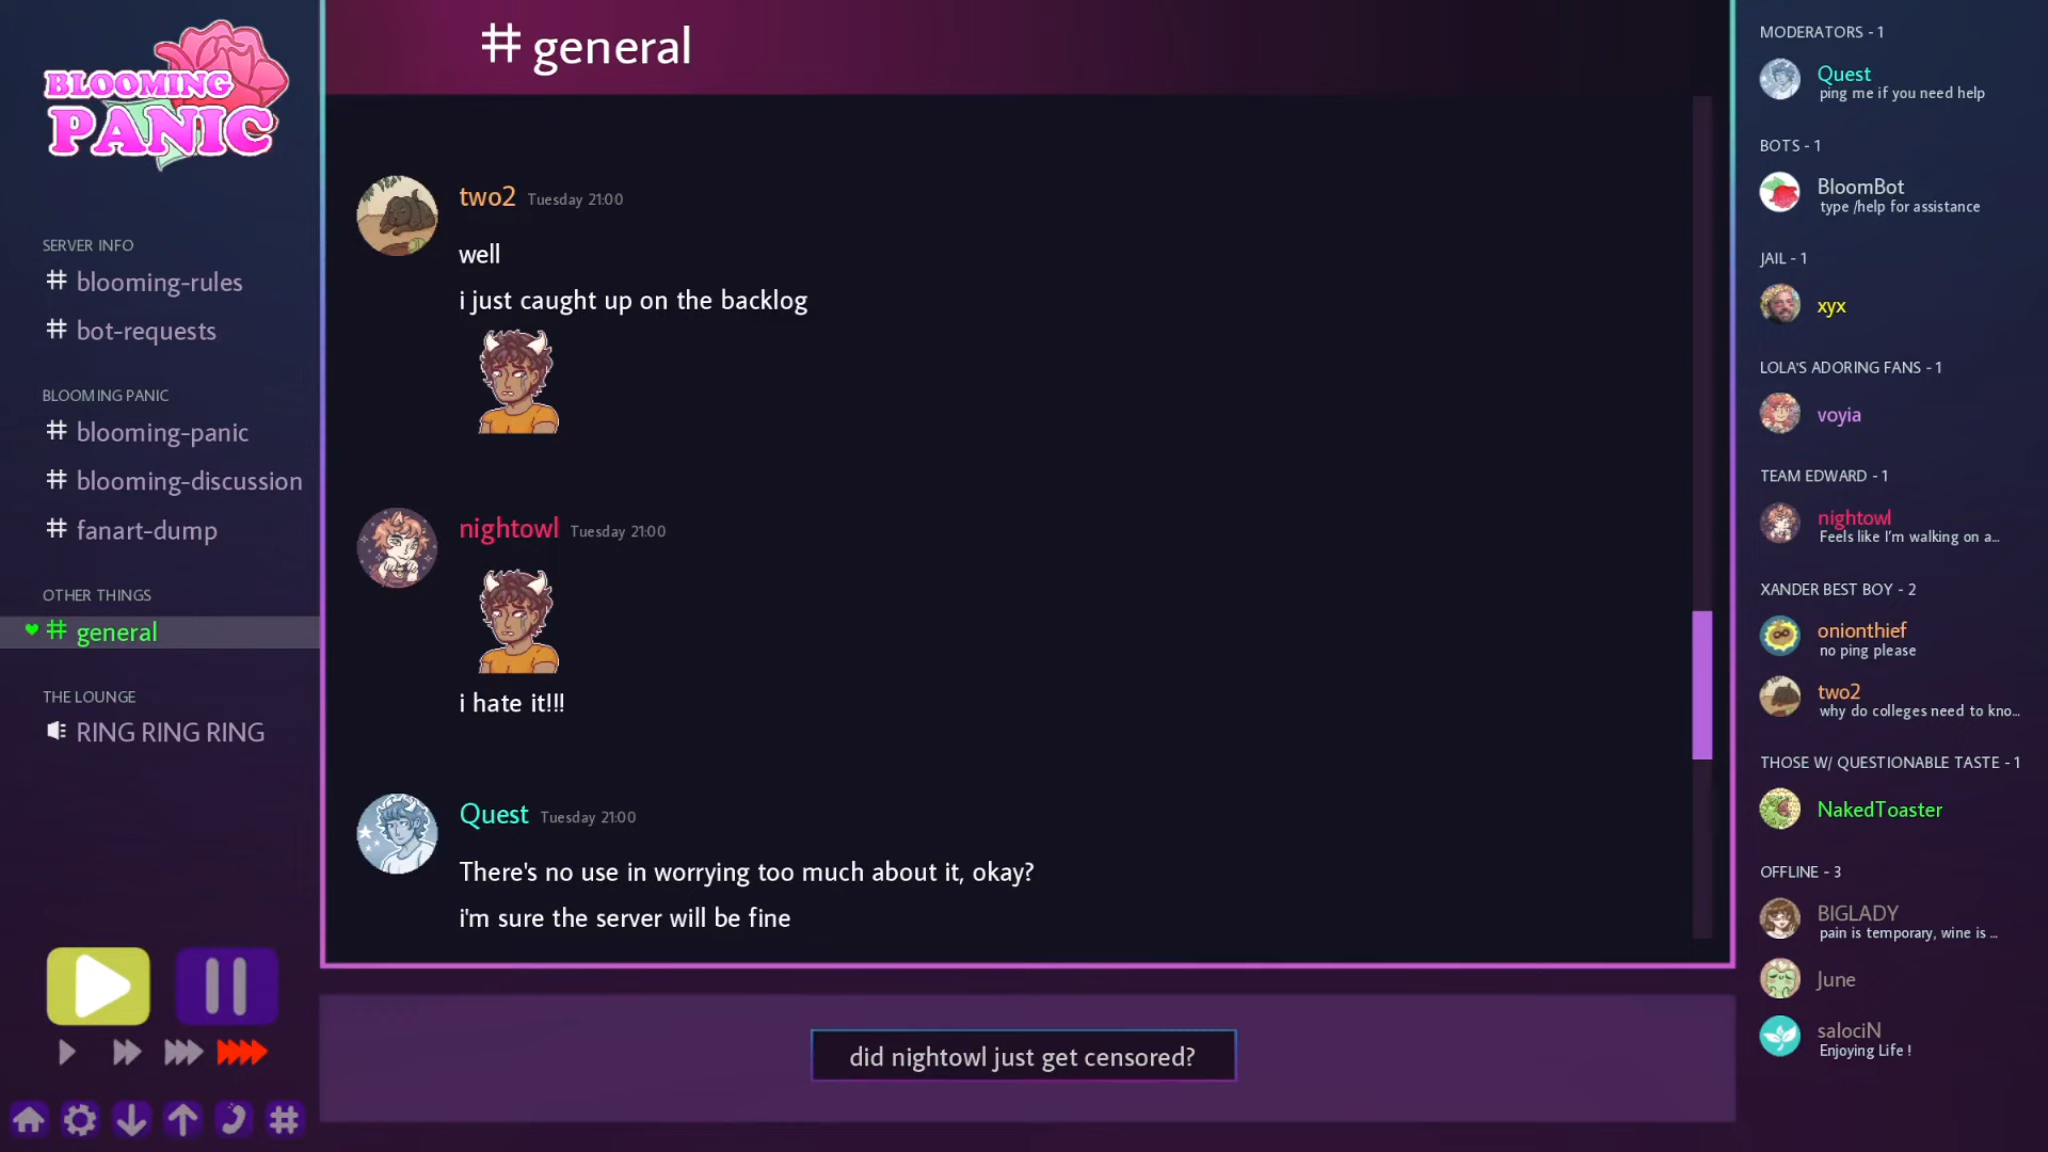 BLOOMING
PANIC
SERVER INFO
# blooming-rules
# bot-requests
BLOOMING PANIC
# blooming-panic
# blooming-discussion
# fanart-dump
OTHER THINGS
# general
THE LOUNGE
RING RING RING
# general
two2 Tuesday 21:00
well
i just caught up on the backlog
nightowl Tuesday 21:00
i hate it!!!
Quest Tuesday 21:00
There's no use in worrying too much about it, okay?
i'm sure the server will be fine
did nightowl just get censored?
MODERATORS - 1
Quest
ping me if you need help
BOTS - 1
BloomBot
type /help for assistance
JAIL - 1
xyx
LOLA'S ADORING FANS - 1
voyia
TEAM EDWARD - 1
nightowl
Feels like I'm walking on a...
XANDER BEST BOY - 2
onionthief
no ping please
two2
why do colleges need to kno...
THOSE W/ QUESTIONABLE TASTE - 1
NakedToaster
OFFLINE - 3
BIGLADY
pain is temporary, wine is ...
June
salociN
Enjoying Life !